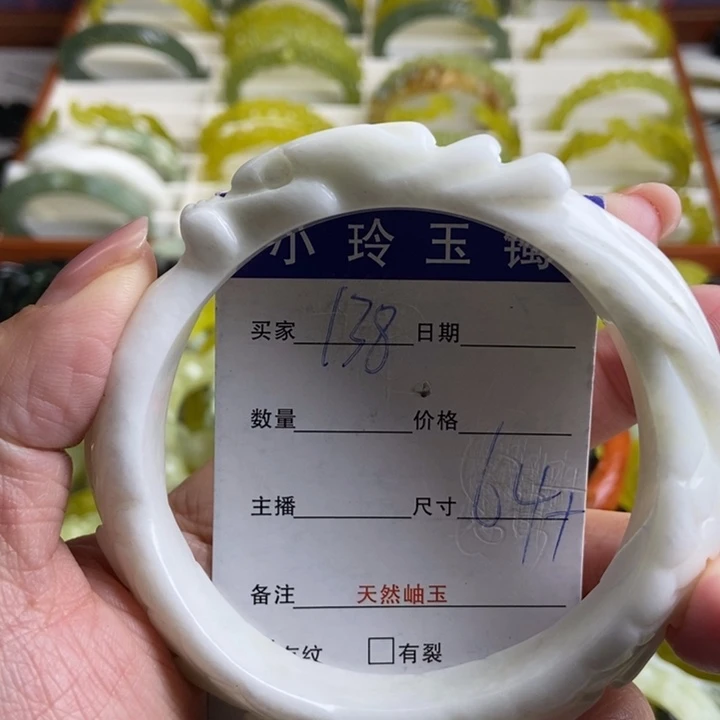 小玲玉镯
买家 138 日期
数量 价格
主播 尺寸 64+
备注 天然岫玉
纹 有裂